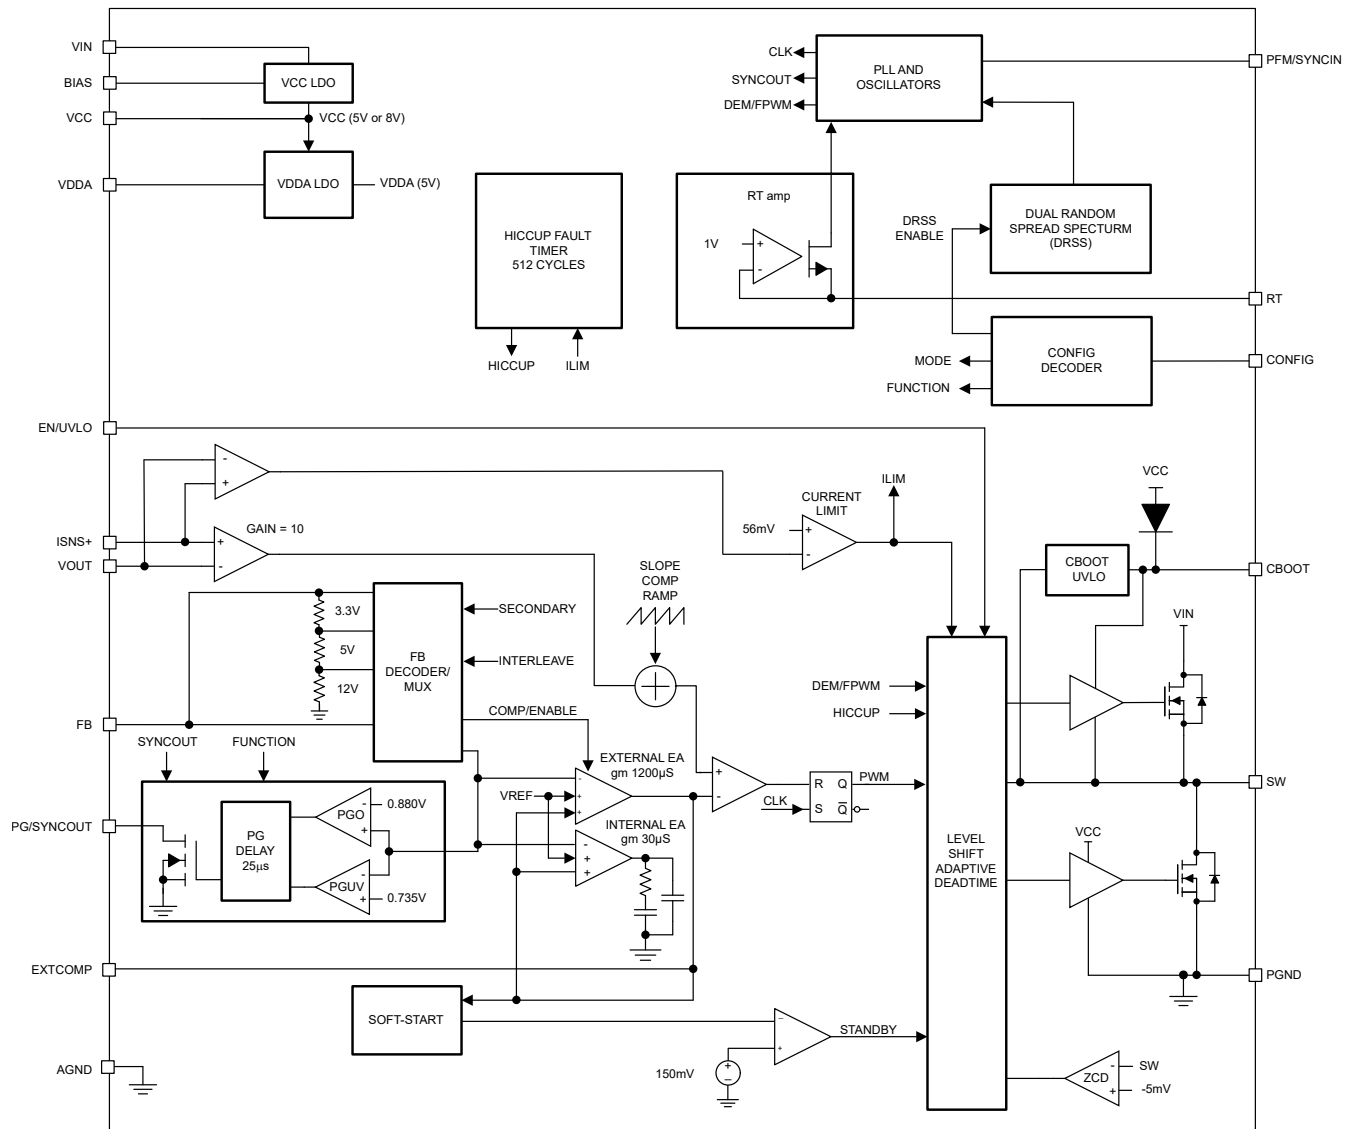 VIN
BIAS
VCC
VDDA
VCC LDO
VCC (5V or 8V)
VDDA LDO
VDDA (5V)
HICCUP FAULT
TIMER
512 CYCLES
HICCUP
ILIM
CLK
SYNCOUT
DEM/FPWM
PLL AND
OSCILLATORS
PFM/SYNCIN
RT amp
1V
+
-
DRSS
ENABLE
DUAL RANDOM
SPREAD SPECTURM
(DRSS)
RT
MODE
FUNCTION
CONFIG
DECODER
CONFIG
EN/UVLO
-
+
ISNS+
VOUT
GAIN = 10
+
-
56mV
+
-
CURRENT
LIMIT
ILIM
VCC
CBOOT
UVLO
CBOOT
VIN
SLOPE
COMP
RAMP
3.3V
5V
12V
FB
DECODER/
MUX
SECONDARY
INTERLEAVE
COMP/ENABLE
FB
SYNCOUT
FUNCTION
PG/SYNCOUT
PG
DELAY
25µs
PGO
-
+
0.880V
PGUV
-
+
0.735V
VREF
EXTERNAL EA
gm 1200µS
-
+
+
INTERNAL EA
gm 30µS
-
+
+
+
-
CLK
R
Q
S
Q
PWM
DEM/FPWM
HICCUP
LEVEL
SHIFT
ADAPTIVE
DEADTIME
SW
VCC
PGND
EXTCOMP
SOFT-START
AGND
150mV
+
–
–
+
STANDBY
ZCD
-
+
SW
-5mV